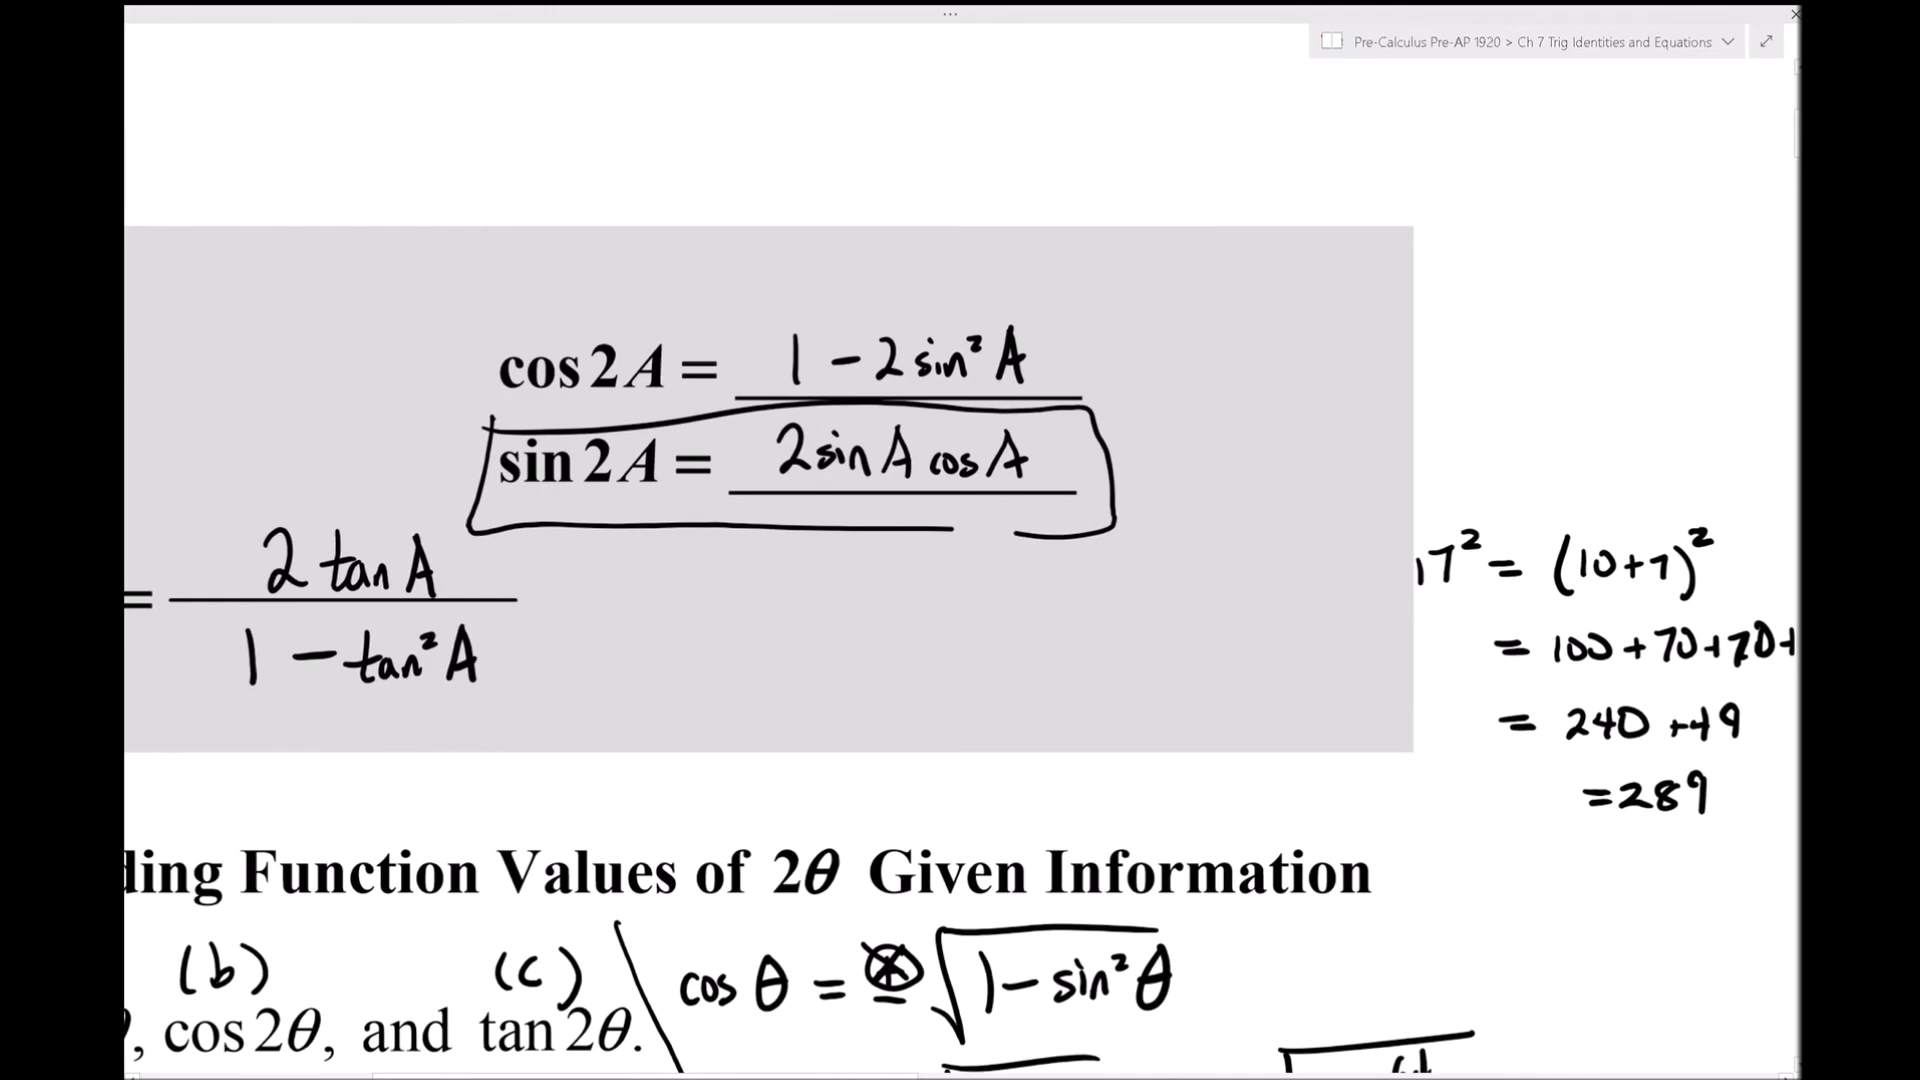 Pre-Calculus Pre-AP 1920 > Ch 7 Trig Identities and Equations
cos 2A = 1 - 2 sin² A
sin 2A = 2 sin A cos A
= 2 tan A
1 - tan² A
17² = (10+7)²
= 100 + 70 + 70 +
= 240 + 49
= 289
ding Function Values of 2θ Given Information
(b) (c) cos θ = - √1 - sin² θ
, cos 2θ, and tan 2θ.